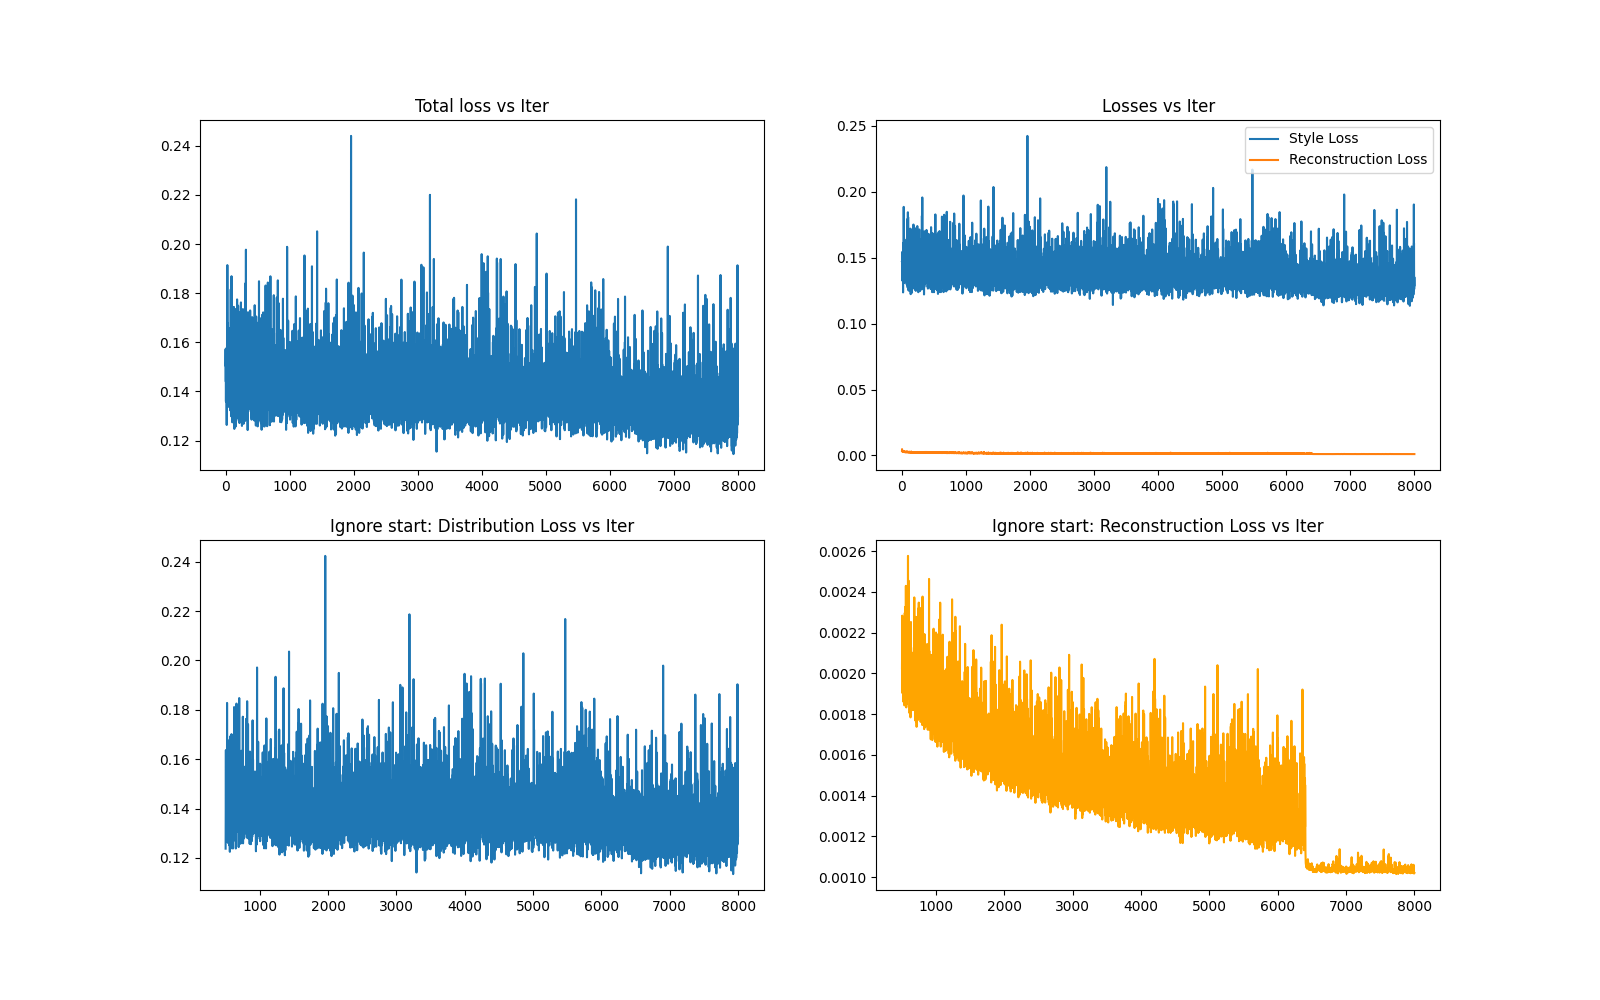 Total loss vs Iter
0.24
0.22
0.20
0.18
0.16
0.14
0.12
0 1000 2000 3000 4000 5000 6000 7000 8000
Losses vs Iter
Style Loss
Reconstruction Loss
0.25
0.20
0.15
0.10
0.05
0.00
0 1000 2000 3000 4000 5000 6000 7000 8000
Ignore start: Distribution Loss vs Iter
0.24
0.22
0.20
0.18
0.16
0.14
0.12
1000 2000 3000 4000 5000 6000 7000 8000
Ignore start: Reconstruction Loss vs Iter
0.0026
0.0024
0.0022
0.0020
0.0018
0.0016
0.0014
0.0012
0.0010
1000 2000 3000 4000 5000 6000 7000 8000